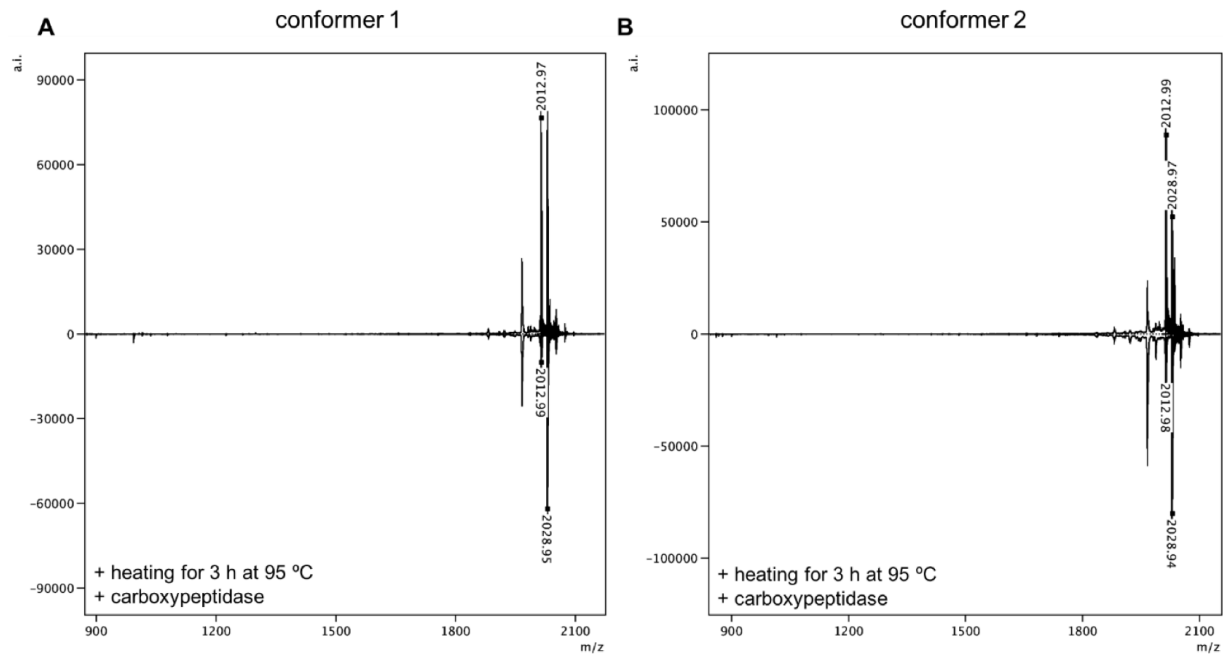 A
conformer 1
a.i.
90000
60000
30000
0
−30000
−60000
−90000
2012.97
2012.99
2028.95
+ heating for 3 h at 95 ºC
+ carboxypeptidase
900
1200
1500
1800
2100
m/z
B
conformer 2
a.i.
100000
50000
0
−50000
−100000
2012.99
2028.97
2012.98
2028.94
+ heating for 3 h at 95 ºC
+ carboxypeptidase
900
1200
1500
1800
2100
m/z